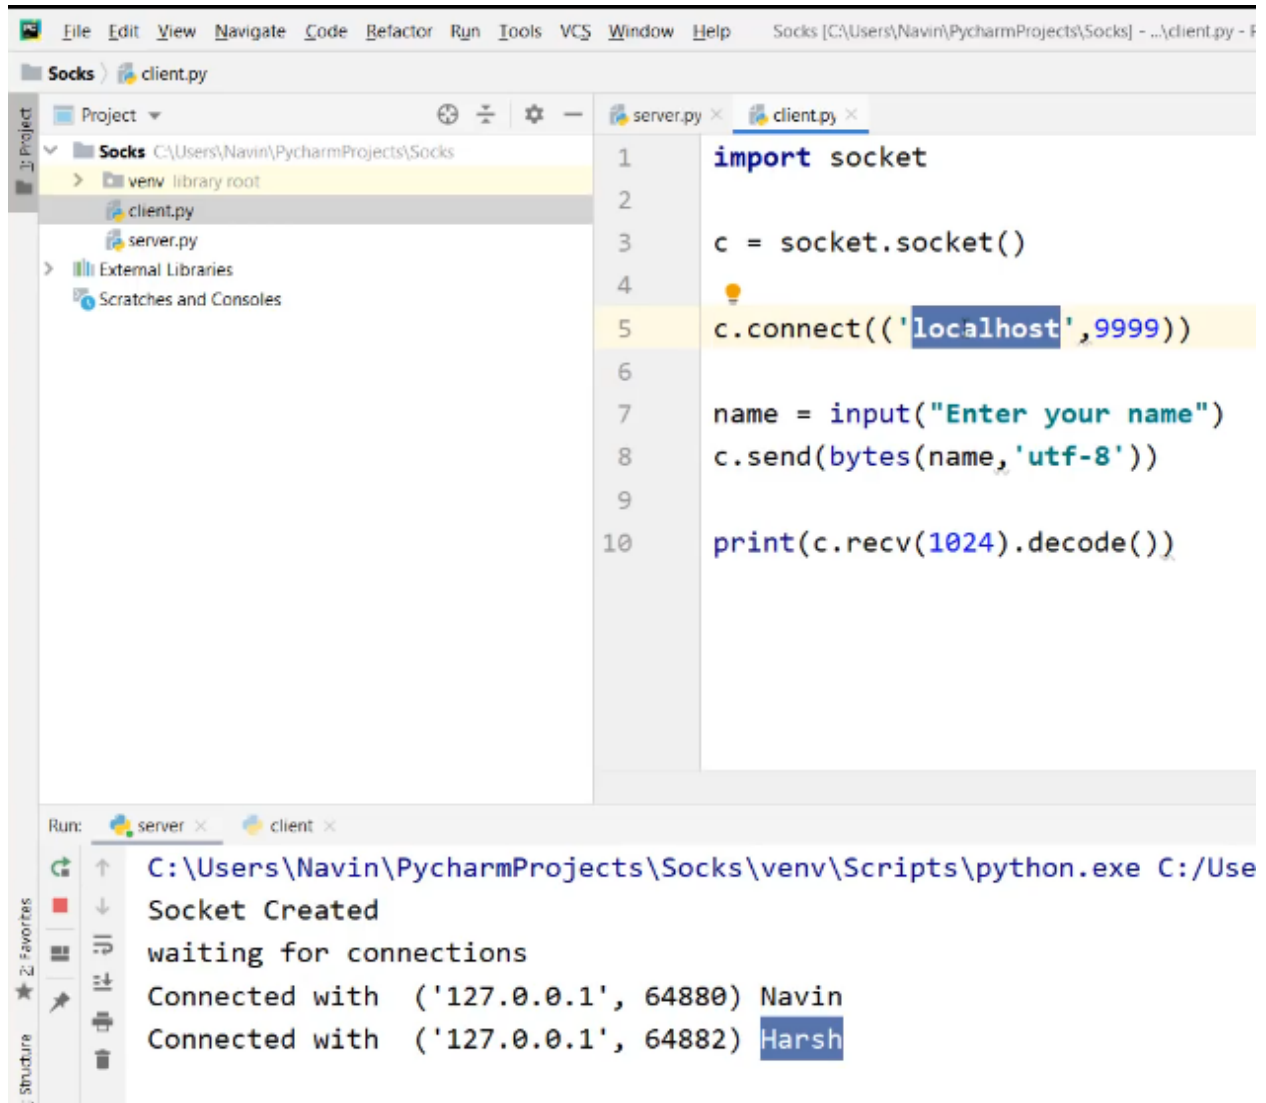 File Edit View Navigate Code Refactor Run Tools VCS Window Help Socks [C:\Users\Navin\PycharmProjects\Socks] - ...\client.py - P
Socks client.py
1: Project
Project
server.py client.py
Socks C:\Users\Navin\PycharmProjects\Socks
venv library root
client.py
server.py
External Libraries
Scratches and Consoles
1 import socket
2
3 c = socket.socket()
4
5 c.connect(('localhost',9999))
6
7 name = input("Enter your name")
8 c.send(bytes(name,'utf-8'))
9
10 print(c.recv(1024).decode())
Run: server client
C:\Users\Navin\PycharmProjects\Socks\venv\Scripts\python.exe C:/Use
Socket Created
waiting for connections
Connected with ('127.0.0.1', 64880) Navin
Connected with ('127.0.0.1', 64882) Harsh
2: Favorites
Structure